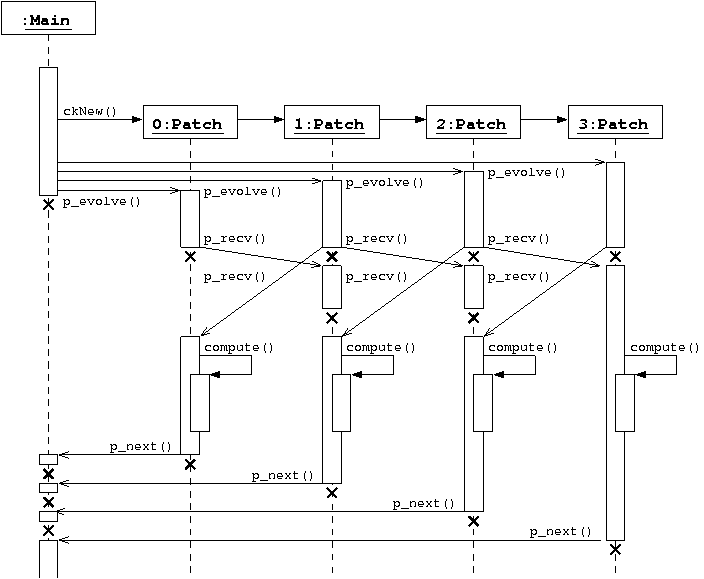 :Main
ckNew()
0:Patch
1:Patch
2:Patch
3:Patch
p_evolve()
p_evolve()
p_evolve()
p_evolve()
p_recv()
p_recv()
p_recv()
p_recv()
p_recv()
p_recv()
compute()
compute()
compute()
compute()
p_next()
p_next()
p_next()
p_next()